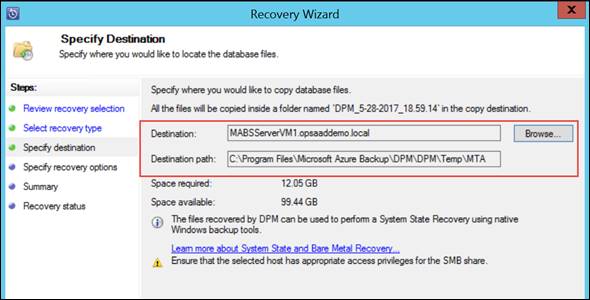 Recovery Wizard
X
Specify Destination
Specify where you would like to locate the database files.
Steps:
Review recovery selection
Select recovery type
Specify destination
Specify recovery options
Summary
Recovery status
Specify where you would like to copy database files.
All the files will be copied inside a folder named 'DPM_5-28-2017_18.59.14' in the copy destination.
Destination: MABSServerVM1.opsaaddemo.local Browse...
Destination path: C:\Program Files\Microsoft Azure Backup\DPM\DPM\Temp\MTA
Space required: 12.05 GB
Space available: 99.44 GB
The files recovered by DPM can be used to perform a System State Recovery using native
Windows backup tools.
Learn more about System State and Bare Metal Recovery...
Ensure that the selected host has appropriate access privileges for the SMB share.